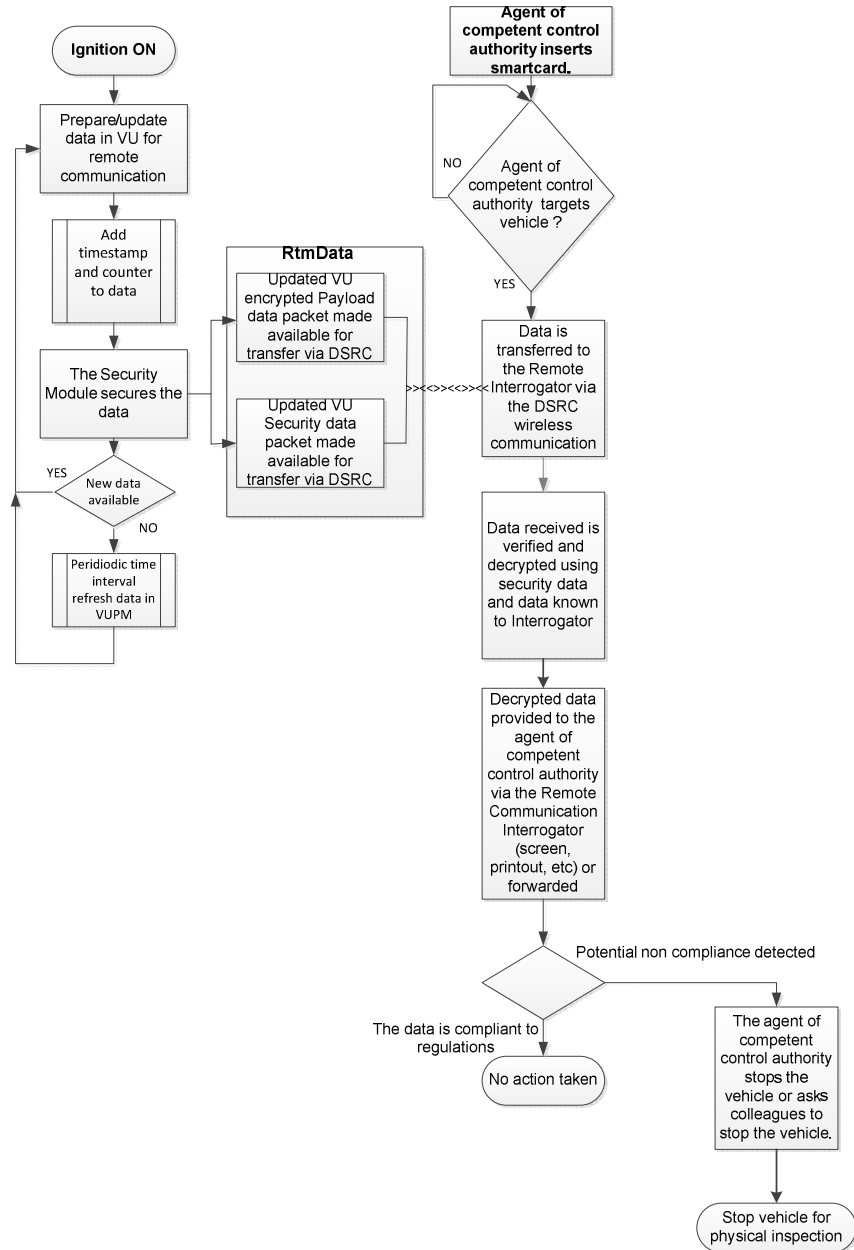 Ignition ON
Prepare/update
data in VU for
remote
communication
Add
timestamp
and counter
to data
The Security
Module secures the
data
YES
New data
available
NO
Peridiodic time
interval
refresh data in
VUPM
RtmData
Updated VU
encrypted Payload
data packet made
available for
transfer via DSRC
Updated VU
Security data
packet made
available for
transfer via DSRC
>><<>><<>><<
Agent of
competent control
authority inserts
smartcard.
NO
Agent of
competent control
authority targets
vehicle ?
YES
Data is
transferred to
the Remote
Interrogator via
the DSRC
wireless
communication
Data received is
verified and
decrypted using
security data
and data known
to Interrogator
Decrypted data
provided to the
agent of
competent
control authority
via the Remote
Communication
Interrogator
(screen,
printout, etc) or
forwarded
Potential non compliance detected
The data is compliant to
regulations
No action taken
The agent of
competent
control authority
stops the
vehicle or asks
colleagues to
stop the vehicle.
Stop vehicle for
physical inspection